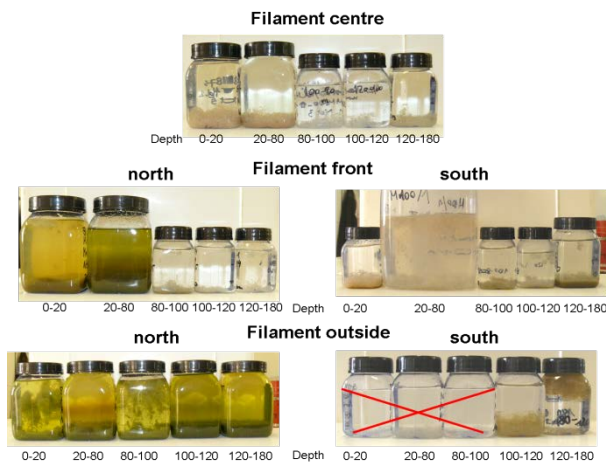 Filament centre
Depth 0-20 20-80 80-100 100-120 120-180
Filament front
north south
0-20 20-80 80-100 100-120 120-180 Depth 0-20 20-80 80-100 100-120 120-180
Filament outside
north south
0-20 20-80 80-100 100-120 120-180 Depth 0-20 20-80 80-100 100-120 120-180